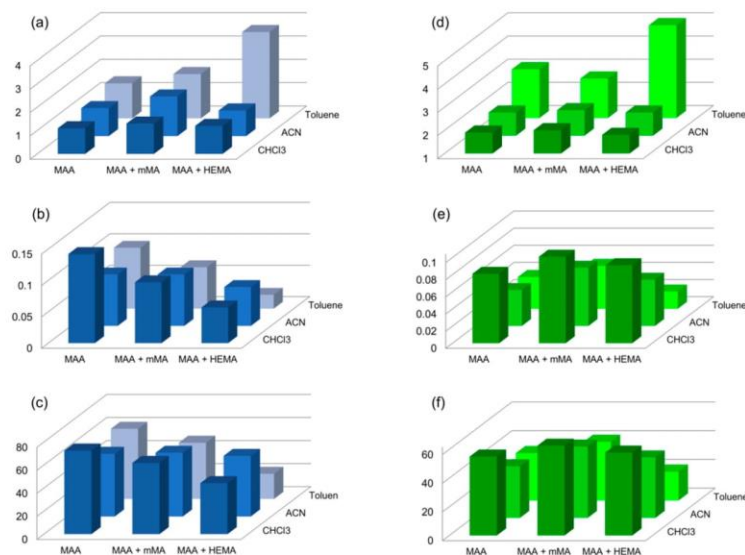 (a)
4
3
2
1
0
MAA
MAA + mMA
MAA + HEMA
Toluene
ACN
CHCl3
(d)
5
4
3
2
1
MAA
MAA + mMA
MAA + HEMA
Toluene
ACN
CHCl3
(b)
0.15
0.1
0.05
0
MAA
MAA + mMA
MAA + HEMA
Toluene
ACN
CHCl3
(e)
0.1
0.08
0.06
0.04
0.02
0
MAA
MAA + mMA
MAA + HEMA
Toluene
ACN
CHCl3
(c)
80
60
40
20
0
MAA
MAA + mMA
MAA + HEMA
Toluen
ACN
CHCl3
(f)
60
40
20
0
MAA
MAA + mMA
MAA + HEMA
Toluene
ACN
CHCl3